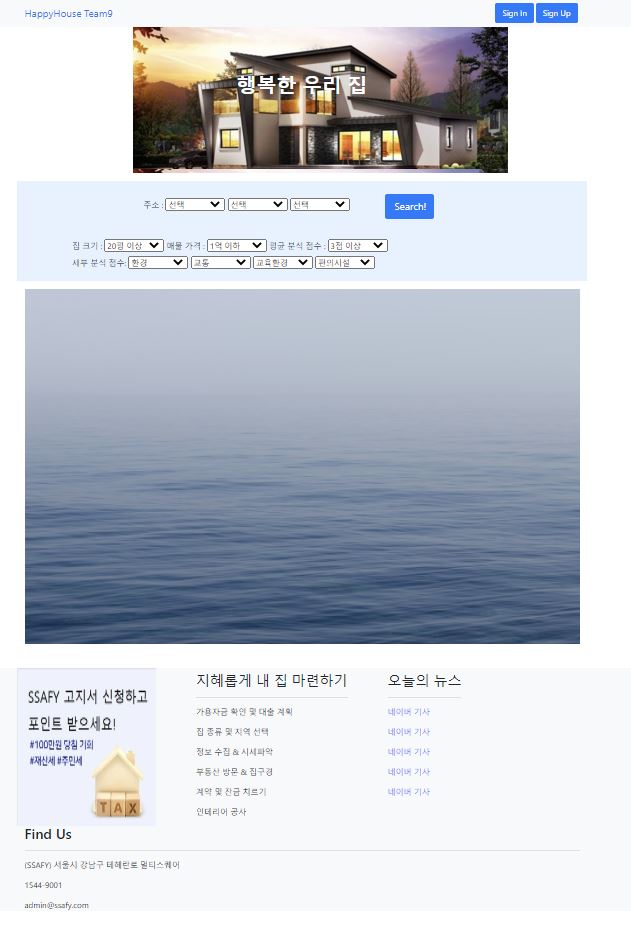 HappyHouse Team9
Sign In Sign Up
행복한 우리 집
주소 : 선택 선택 선택 Search!
집 크기 : 20평 이상 매물 가격 : 1억 이하 평균 분석 점수 : 3점 이상
세부 분석 점수: 환경 교통 교육환경 편의시설
SSAFY 고지서 신청하고
포인트 받으세요!
#100만원 당첨 기회
#재산세 #주민세
TAX
지혜롭게 내 집 마련하기
가용자금 확인 및 대출 계획
집 종류 및 지역 선택
정보 수집 & 시세파악
부동산 방문 & 집구경
계약 및 잔금 치르기
인테리어 공사
오늘의 뉴스
네이버 기사
네이버 기사
네이버 기사
네이버 기사
네이버 기사
Find Us
(SSAFY) 서울시 강남구 테헤란로 멀티스퀘어
1544-9001
admin@ssafy.com